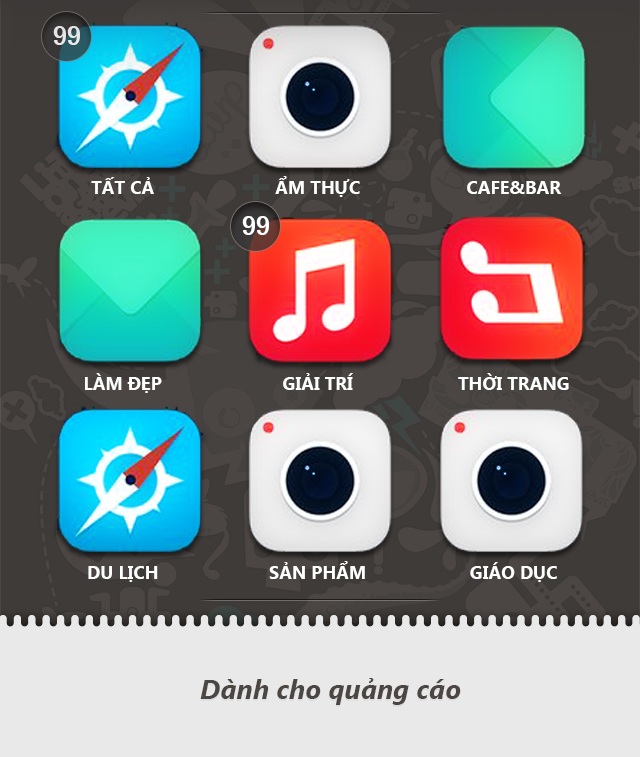 99
TẤT CẢ
ẨM THỰC
CAFE&BAR
99
LÀM ĐẸP
GIẢI TRÍ
THỜI TRANG
DU LỊCH
SẢN PHẨM
GIÁO DỤC
Dành cho quảng cáo